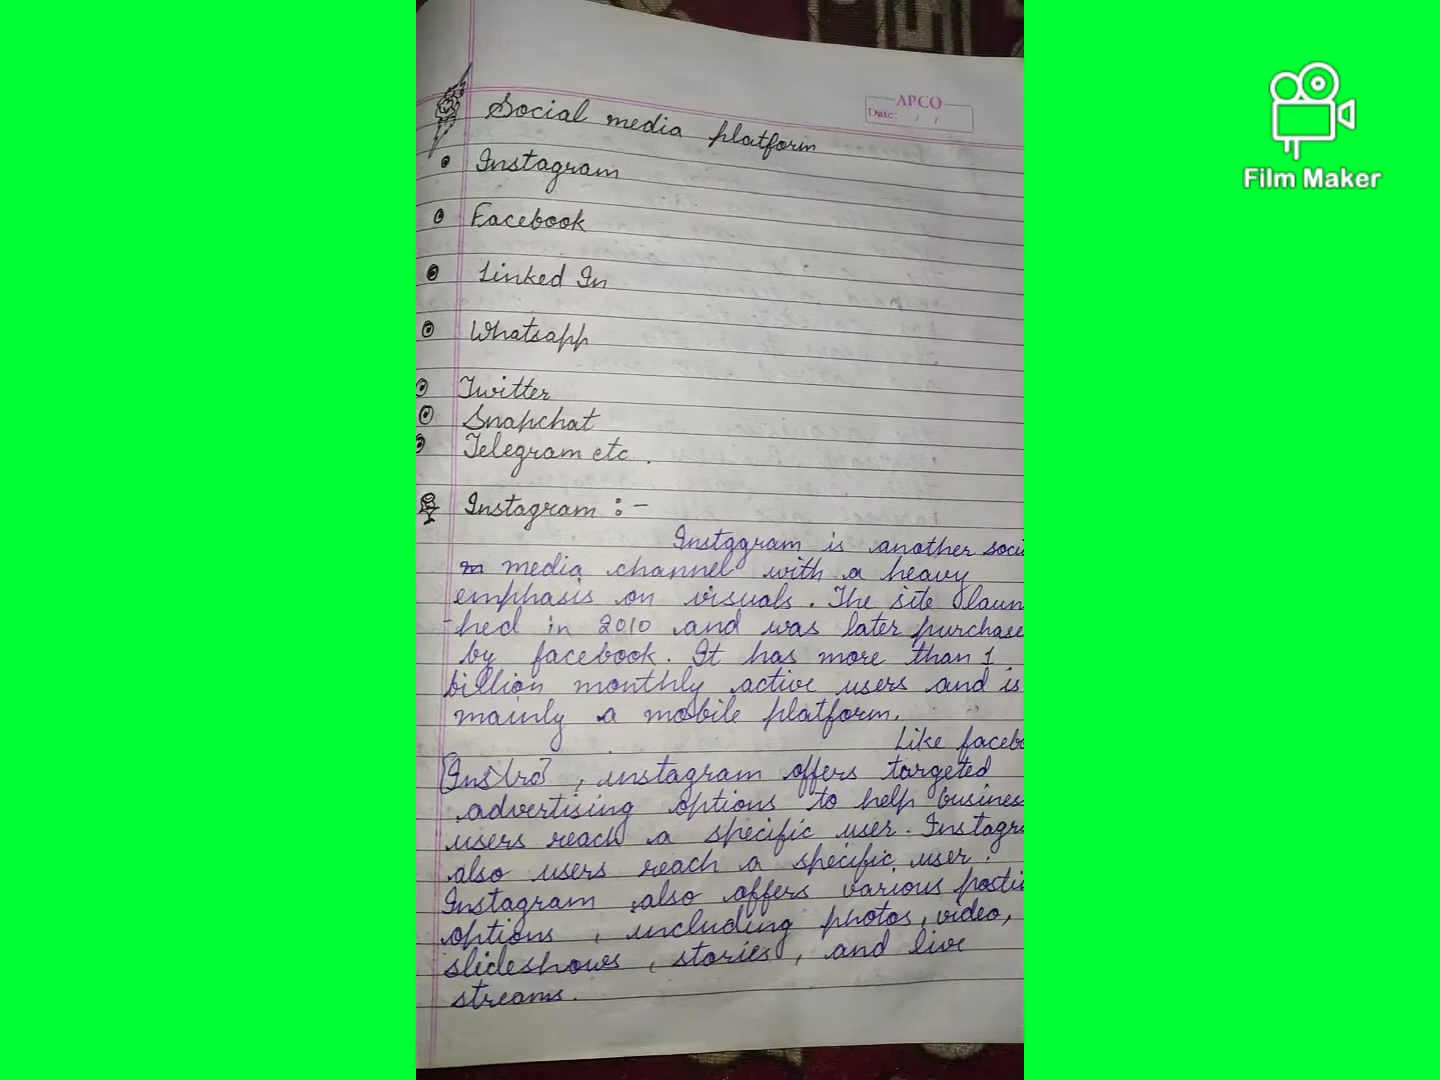 APCO
Date: / /
Film Maker
Social media platform
Instagram
Facebook
Linked In
Whatsapp
Twitter
Snapchat
Telegram etc.
Instagram :-
Instagram is another soci
media channel with a heavy
emphasis on visuals. The site laun
-hed in 2010 and was later purchase
by facebook. It has more than 1
billion monthly active users and is
mainly a mobile platform.
Like facebo
, instagram offers targeted
advertising options to help busines
users reach a specific user. Instagra
also users reach a specific user.
Instagram also offers various posti
options, including photos, video,
slideshows, stories, and live
streams.